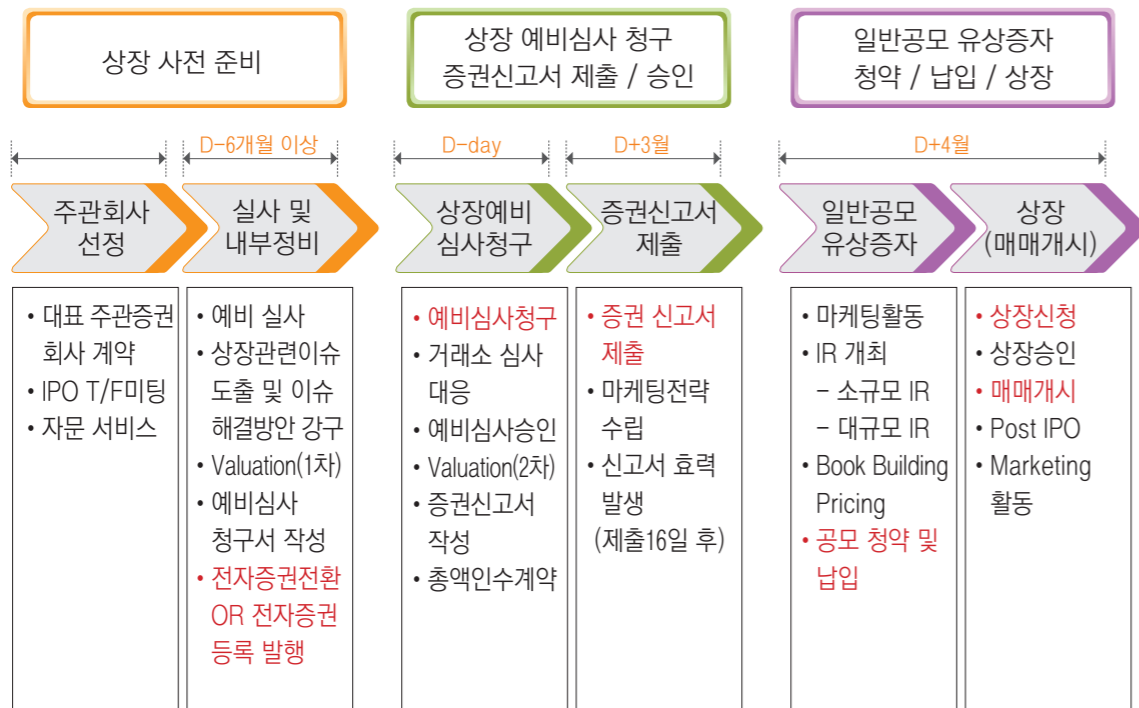 상장 사전 준비
상장 예비심사 청구
증권신고서 제출 / 승인
일반공모 유상증자
청약 / 납입 / 상장
D-6개월 이상
D-day
D+3월
D+4월
주관회사
선정
실사 및
내부정비
상장예비
심사청구
증권신고서
제출
일반공모
유상증자
상장
(매매개시)
• 대표 주관증권
회사 계약
• IPO T/F미팅
• 자문 서비스
• 예비 실사
• 상장관련이슈
도출 및 이슈
해결방안 강구
• Valuation(1차)
• 예비심사
청구서 작성
• 전자증권전환
OR 전자증권
등록 발행
• 예비심사청구
• 거래소 심사
대응
• 예비심사승인
• Valuation(2차)
• 증권신고서
작성
• 총액인수계약
• 증권 신고서
제출
• 마케팅전략
수립
• 신고서 효력
발생
(제출16일 후)
• 마케팅활동
• IR 개최
– 소규모 IR
– 대규모 IR
• Book Building
Pricing
• 공모 청약 및
납입
• 상장신청
• 상장승인
• 매매개시
• Post IPO
• Marketing
활동